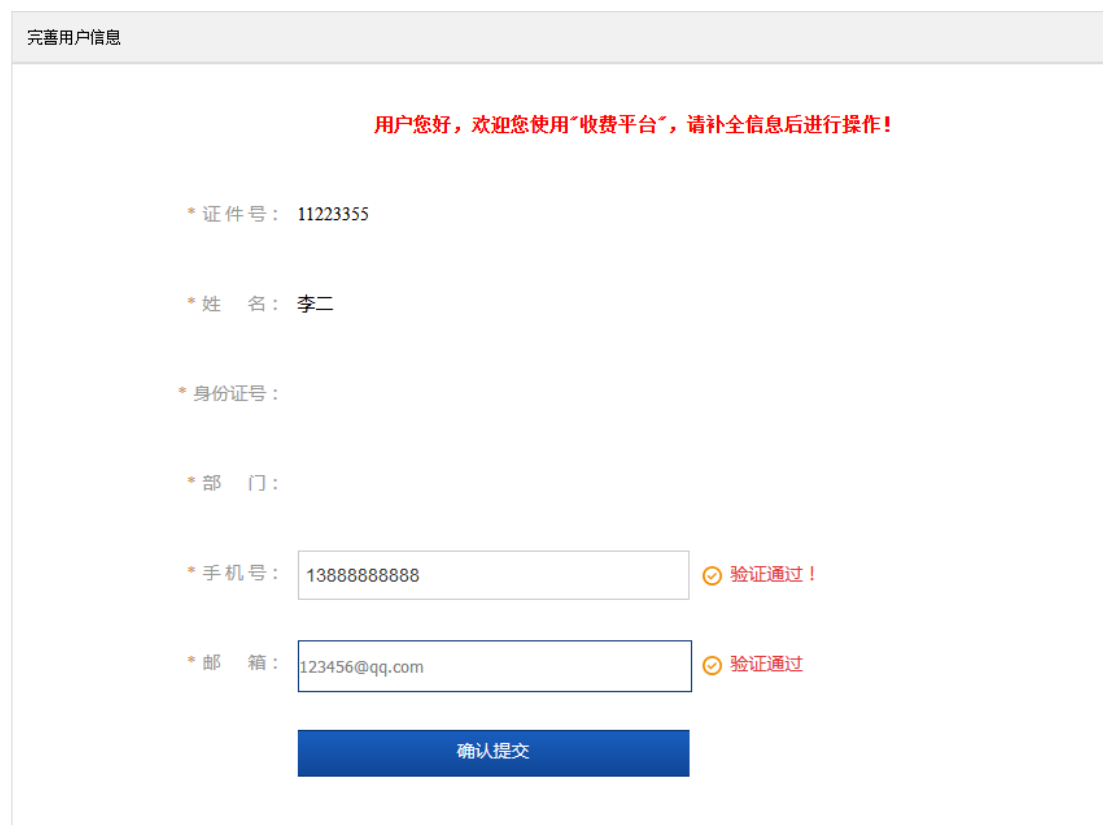 完善用户信息
用户您好，欢迎您使用"收费平台"，请补全信息后进行操作！
* 证 件 号： 11223355
* 姓 名： 李二
* 身份证号：
* 部 门：
* 手 机 号： 13888888888 验证通过！
* 邮 箱： 123456@qq.com 验证通过
确认提交